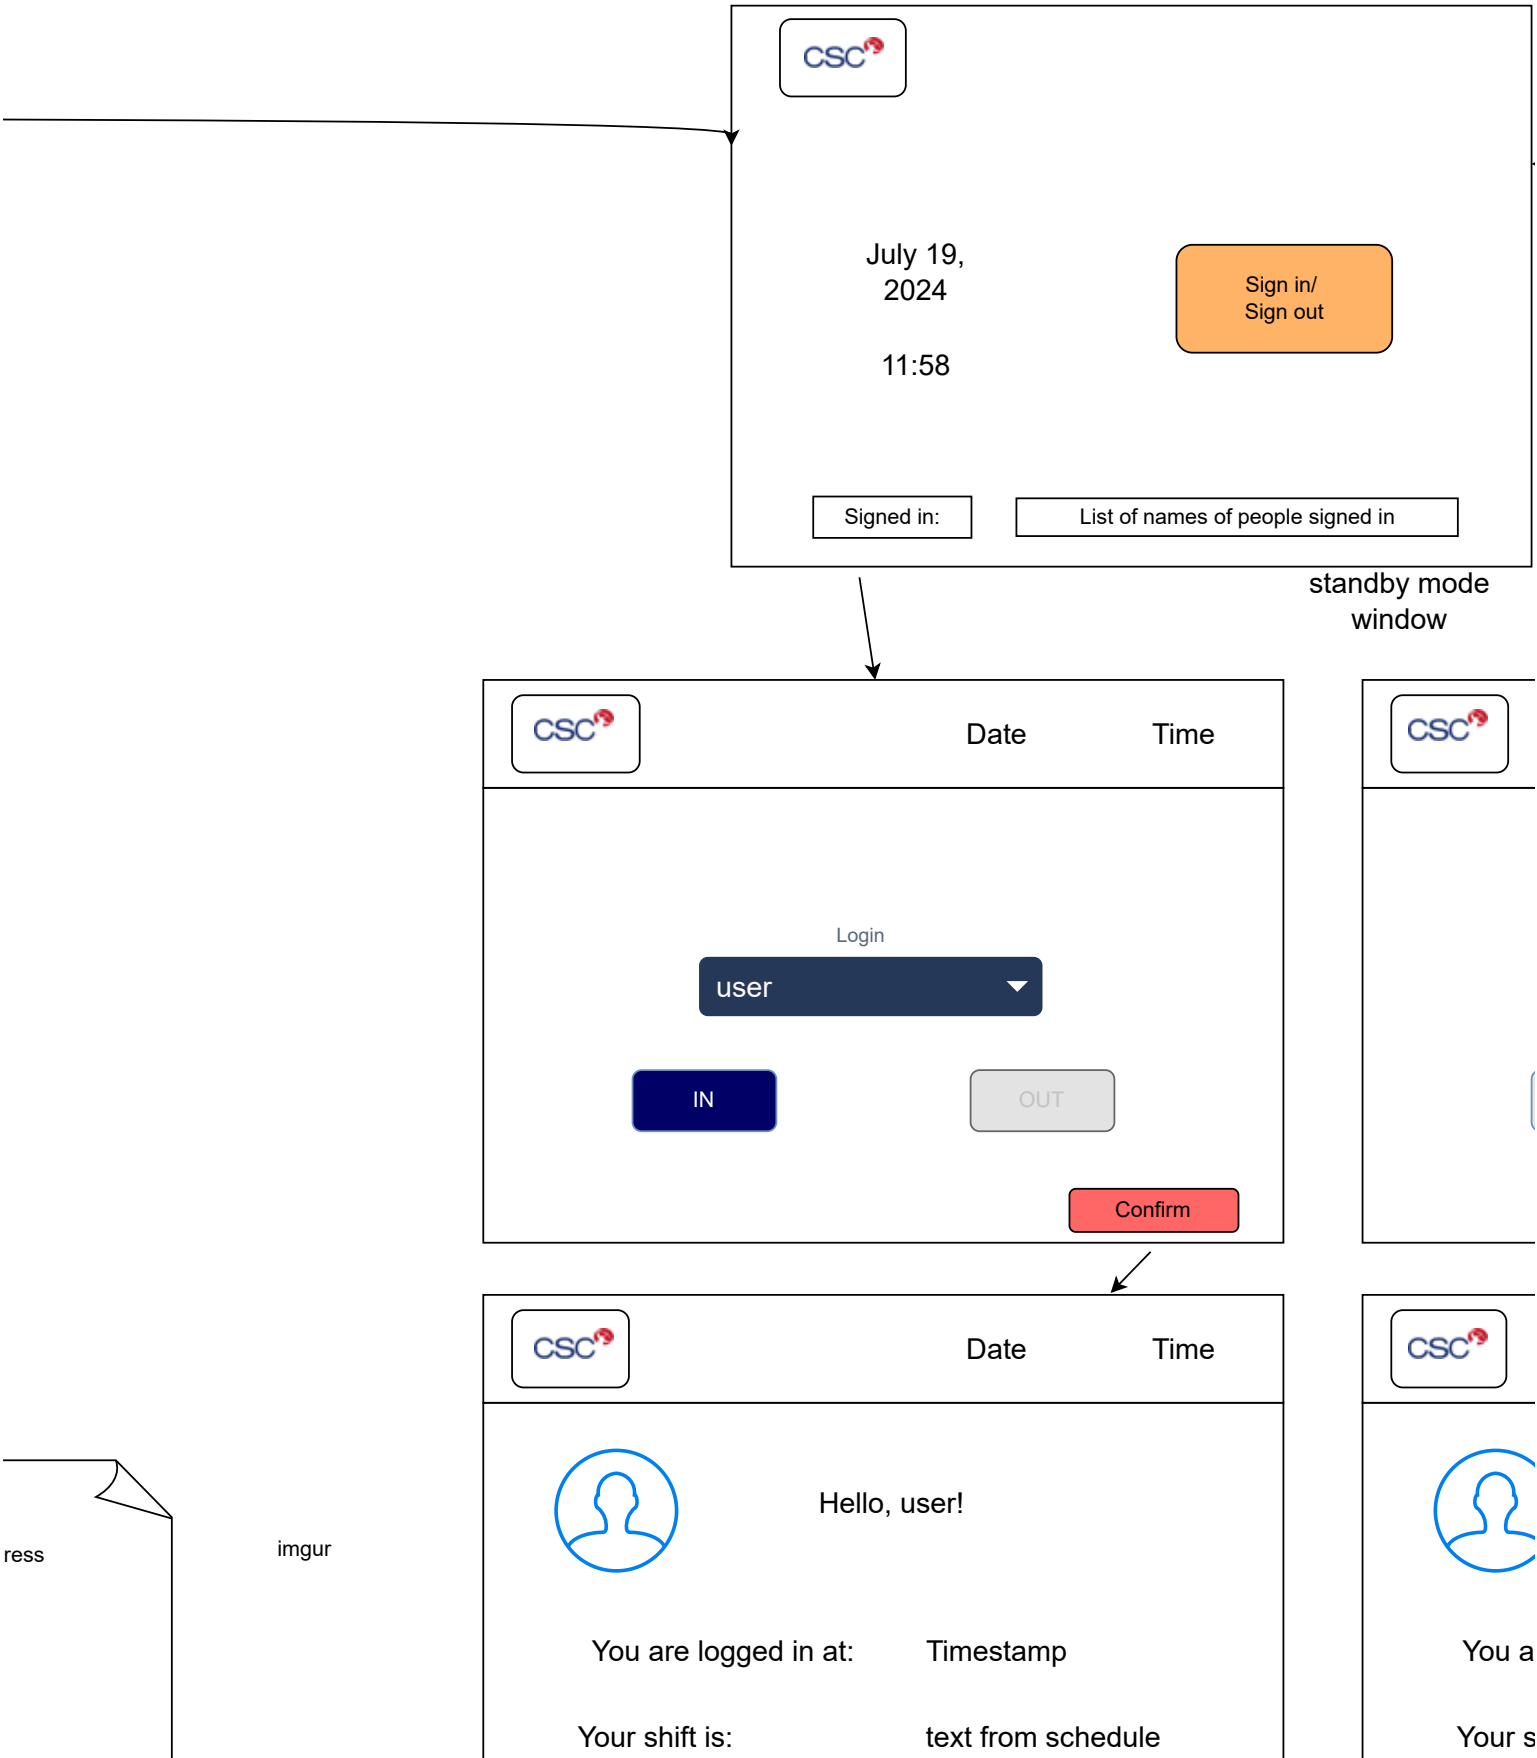 CSC
July 19,
2024
11:58
Sign in/
Sign out
Signed in:
List of names of people signed in
standby mode
window
CSC
Date
Time
Login
user
IN
OUT
Confirm
CSC
CSC
Date
Time
Hello, user!
You are logged in at:
Timestamp
Your shift is:
text from schedule
CSC
You a
Your s
ress
imgur